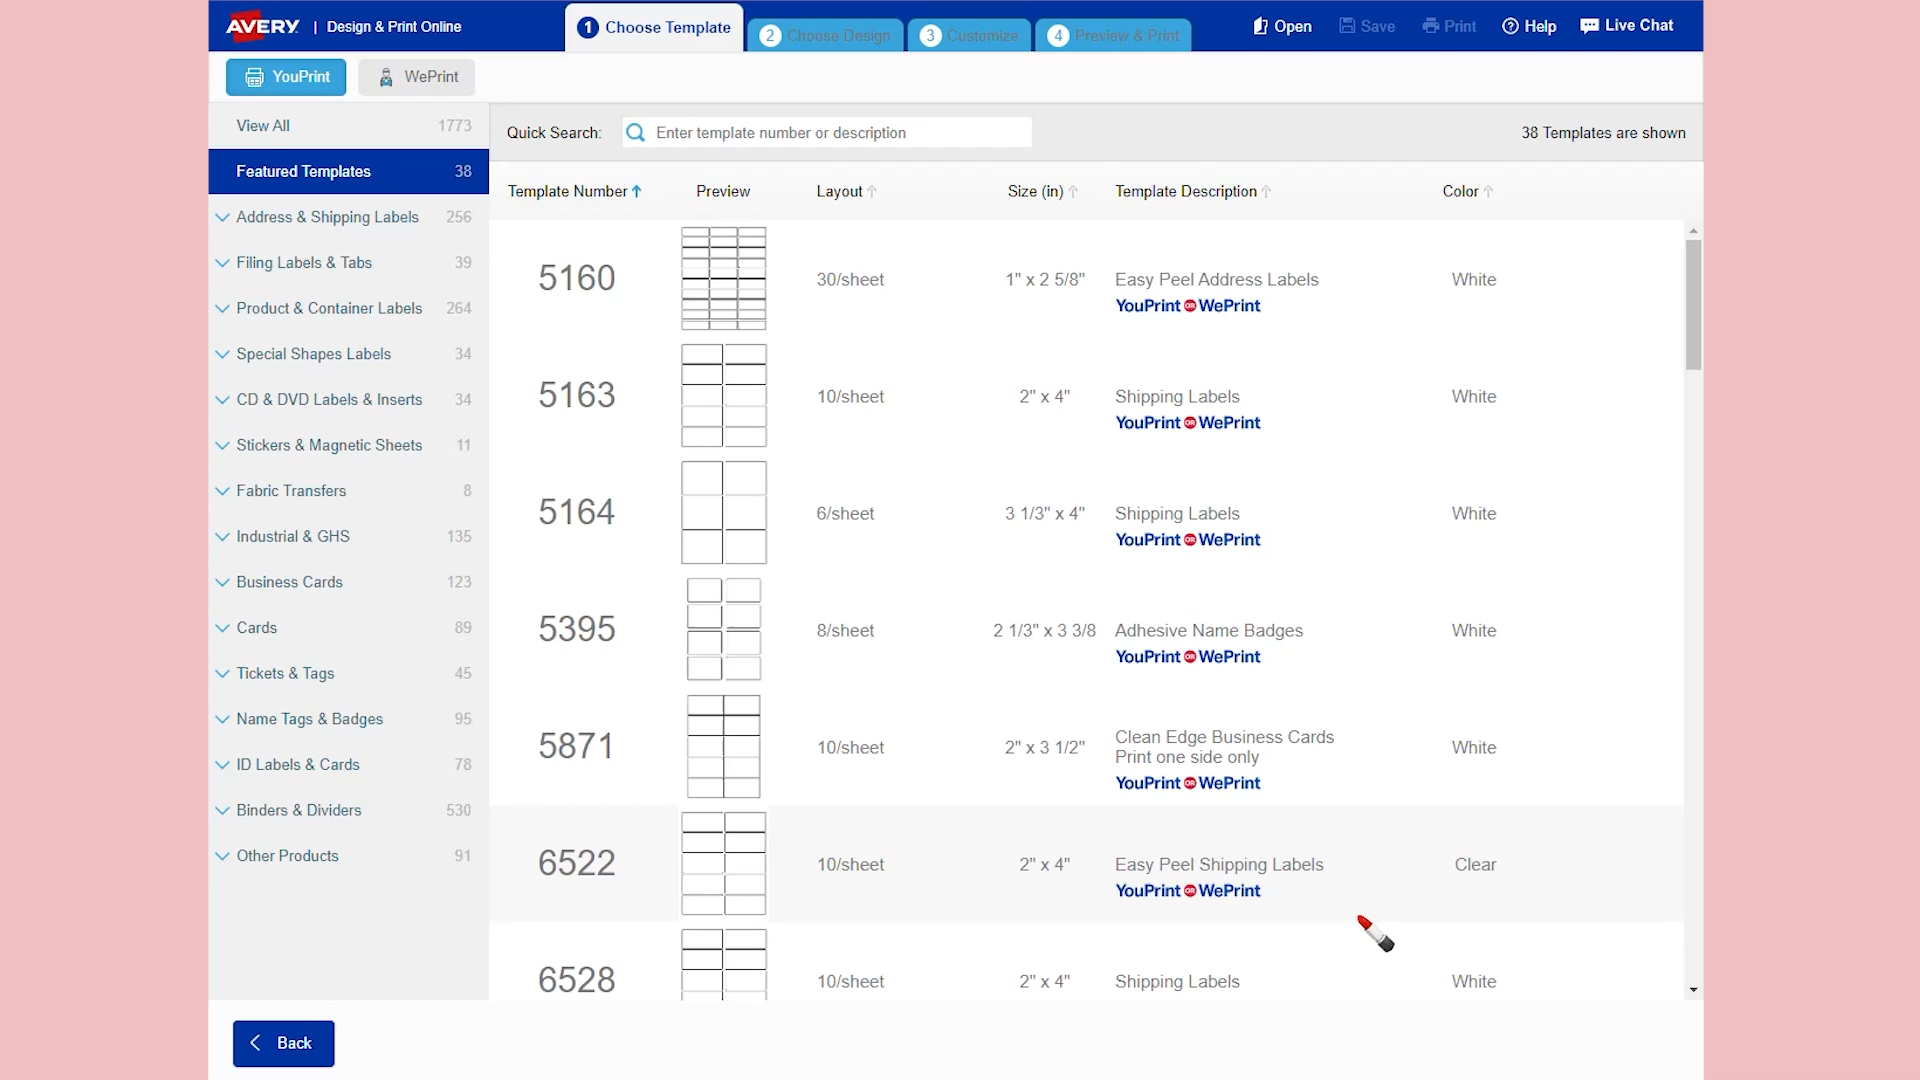 AVERY | Design & Print Online
1 Choose Template
2 Choose Design
3 Customize
4 Preview & Print
Open
Save
Print
Help
Live Chat
YouPrint
WePrint
View All 1773
Featured Templates 38
Address & Shipping Labels 256
Filing Labels & Tabs 39
Product & Container Labels 264
Special Shapes Labels 34
CD & DVD Labels & Inserts 34
Stickers & Magnetic Sheets 11
Fabric Transfers 8
Industrial & GHS 135
Business Cards 123
Cards 89
Tickets & Tags 45
Name Tags & Badges 95
ID Labels & Cards 78
Binders & Dividers 530
Other Products 91
Quick Search: Enter template number or description
38 Templates are shown
Template Number Preview Layout Size (in) Template Description Color
5160 30/sheet 1" x 2 5/8" Easy Peel Address Labels White
YouPrint OR WePrint
5163 10/sheet 2" x 4" Shipping Labels White
YouPrint OR WePrint
5164 6/sheet 3 1/3" x 4" Shipping Labels White
YouPrint OR WePrint
5395 8/sheet 2 1/3" x 3 3/8 Adhesive Name Badges White
YouPrint OR WePrint
5871 10/sheet 2" x 3 1/2" Clean Edge Business Cards White
Print one side only
YouPrint OR WePrint
6522 10/sheet 2" x 4" Easy Peel Shipping Labels Clear
YouPrint OR WePrint
6528 10/sheet 2" x 4" Shipping Labels White
Back